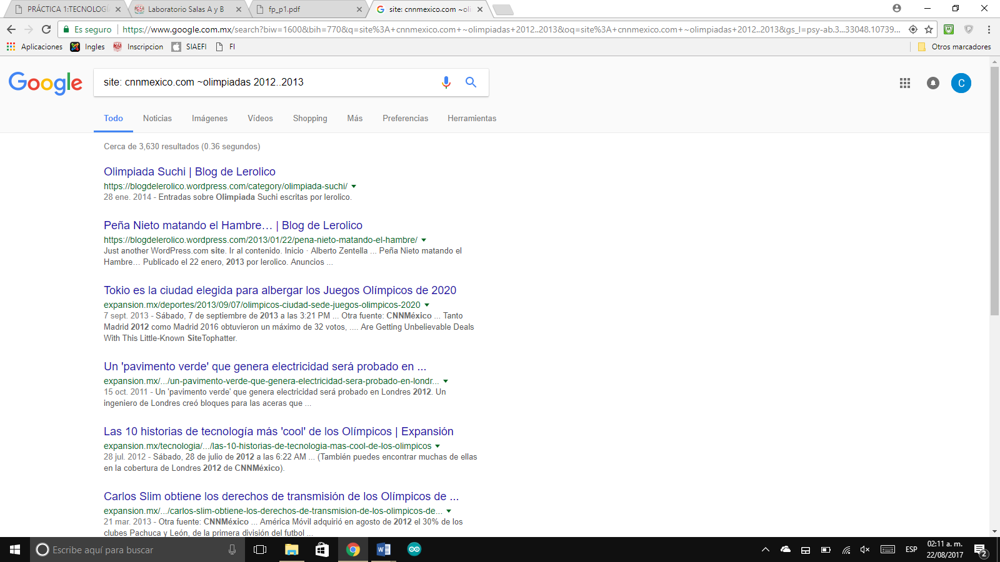 PRÁCTICA 1:TECNOLOGÍ
Laboratorio Salas A y B
fp_p1.pdf
site: cnnmexico.com ~oli
Es seguro
https://www.google.com.mx/search?biw=1600&bih=770&q=site%3A+cnnmexico.com+~olimpiadas+2012..2013&oq=site%3A+cnnmexico.com+~olimpiadas+2012..2013&gs_l=psy-ab.3...33048.10739...
Aplicaciones
Ingles
Inscripcion
SIAEFI
FI
Otros marcadores
Google
site: cnnmexico.com ~olimpiadas 2012..2013
C
Todo
Noticias
Imágenes
Vídeos
Shopping
Más
Preferencias
Herramientas
Cerca de 3,630 resultados (0.36 segundos)
Olimpiada Suchi | Blog de Lerolico
https://blogdelerolico.wordpress.com/category/olimpiada-suchi/
28 ene. 2014 - Entradas sobre Olimpiada Suchi escritas por lerolico.
Peña Nieto matando el Hambre… | Blog de Lerolico
https://blogdelerolico.wordpress.com/2013/01/22/pena-nieto-matando-el-hambre/
Just another WordPress.com site. Ir al contenido. Inicio · Alberto Zentella ... Peña Nieto matando el
Hambre… Publicado el 22 enero, 2013 por lerolico. Anuncios ...
Tokio es la ciudad elegida para albergar los Juegos Olímpicos de 2020
expansion.mx/deportes/2013/09/07/olimpicos-ciudad-sede-juegos-olimpicos-2020
7 sept. 2013 - Sábado, 7 de septiembre de 2013 a las 3:21 PM ... Otra fuente: CNNMéxico ... Tanto
Madrid 2012 como Madrid 2016 obtuvieron un máximo de 32 votos, .... Are Getting Unbelievable Deals
With This Little-Known SiteTophatter.
Un 'pavimento verde' que genera electricidad será probado en ...
expansion.mx/.../un-pavimento-verde-que-genera-electricidad-sera-probado-en-londr...
15 oct. 2011 - Un 'pavimento verde' que genera electricidad será probado en Londres 2012. Un
ingeniero de Londres creó bloques para las aceras que ...
Las 10 historias de tecnología más 'cool' de los Olímpicos | Expansión
expansion.mx/tecnologia/.../las-10-historias-de-tecnologia-mas-cool-de-los-olimpicos
28 jul. 2012 - Sábado, 28 de julio de 2012 a las 6:22 AM ... (También puedes encontrar muchas de ellas
en la cobertura de Londres 2012 de CNNMéxico).
Carlos Slim obtiene los derechos de transmisión de los Olímpicos de ...
expansion.mx/.../carlos-slim-obtiene-los-derechos-de-transmision-de-los-olimpicos-de...
21 mar. 2013 - Otra fuente: CNNMéxico ... América Móvil adquirió en agosto de 2012 el 30% de los
clubes Pachuca y León, de la primera división del futbol ...
Escribe aquí para buscar
ESP
02:11 a. m.
22/08/2017
2